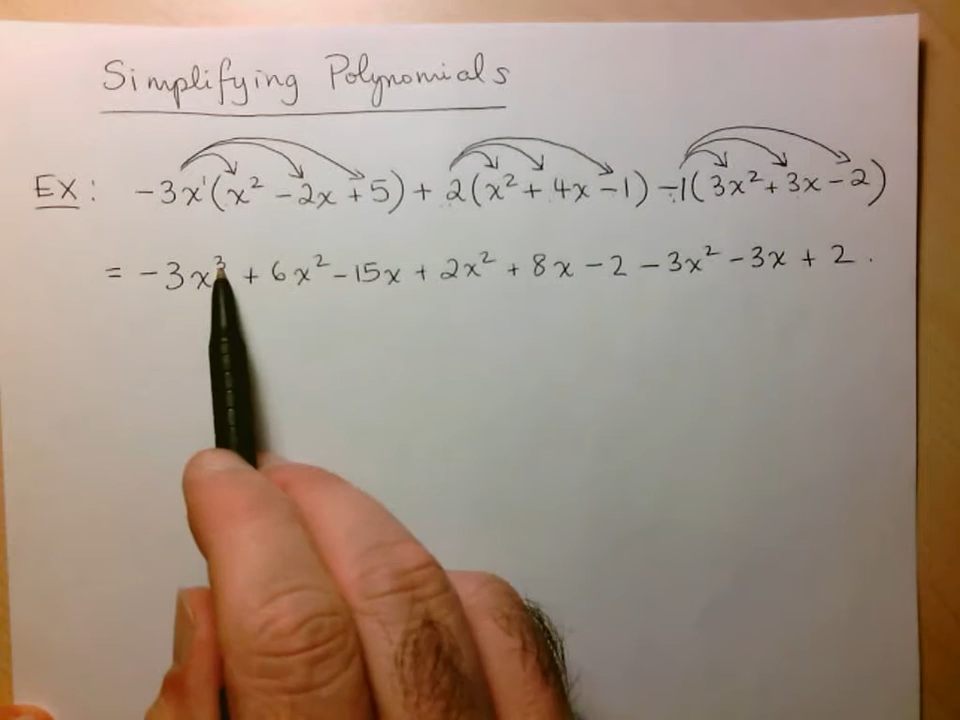 Simplifying Polynomials
EX: -3x¹(x² - 2x + 5) + 2(x² + 4x - 1) - 1(3x² + 3x - 2)
= -3x³ + 6x² - 15x + 2x² + 8x - 2 - 3x² - 3x + 2 .